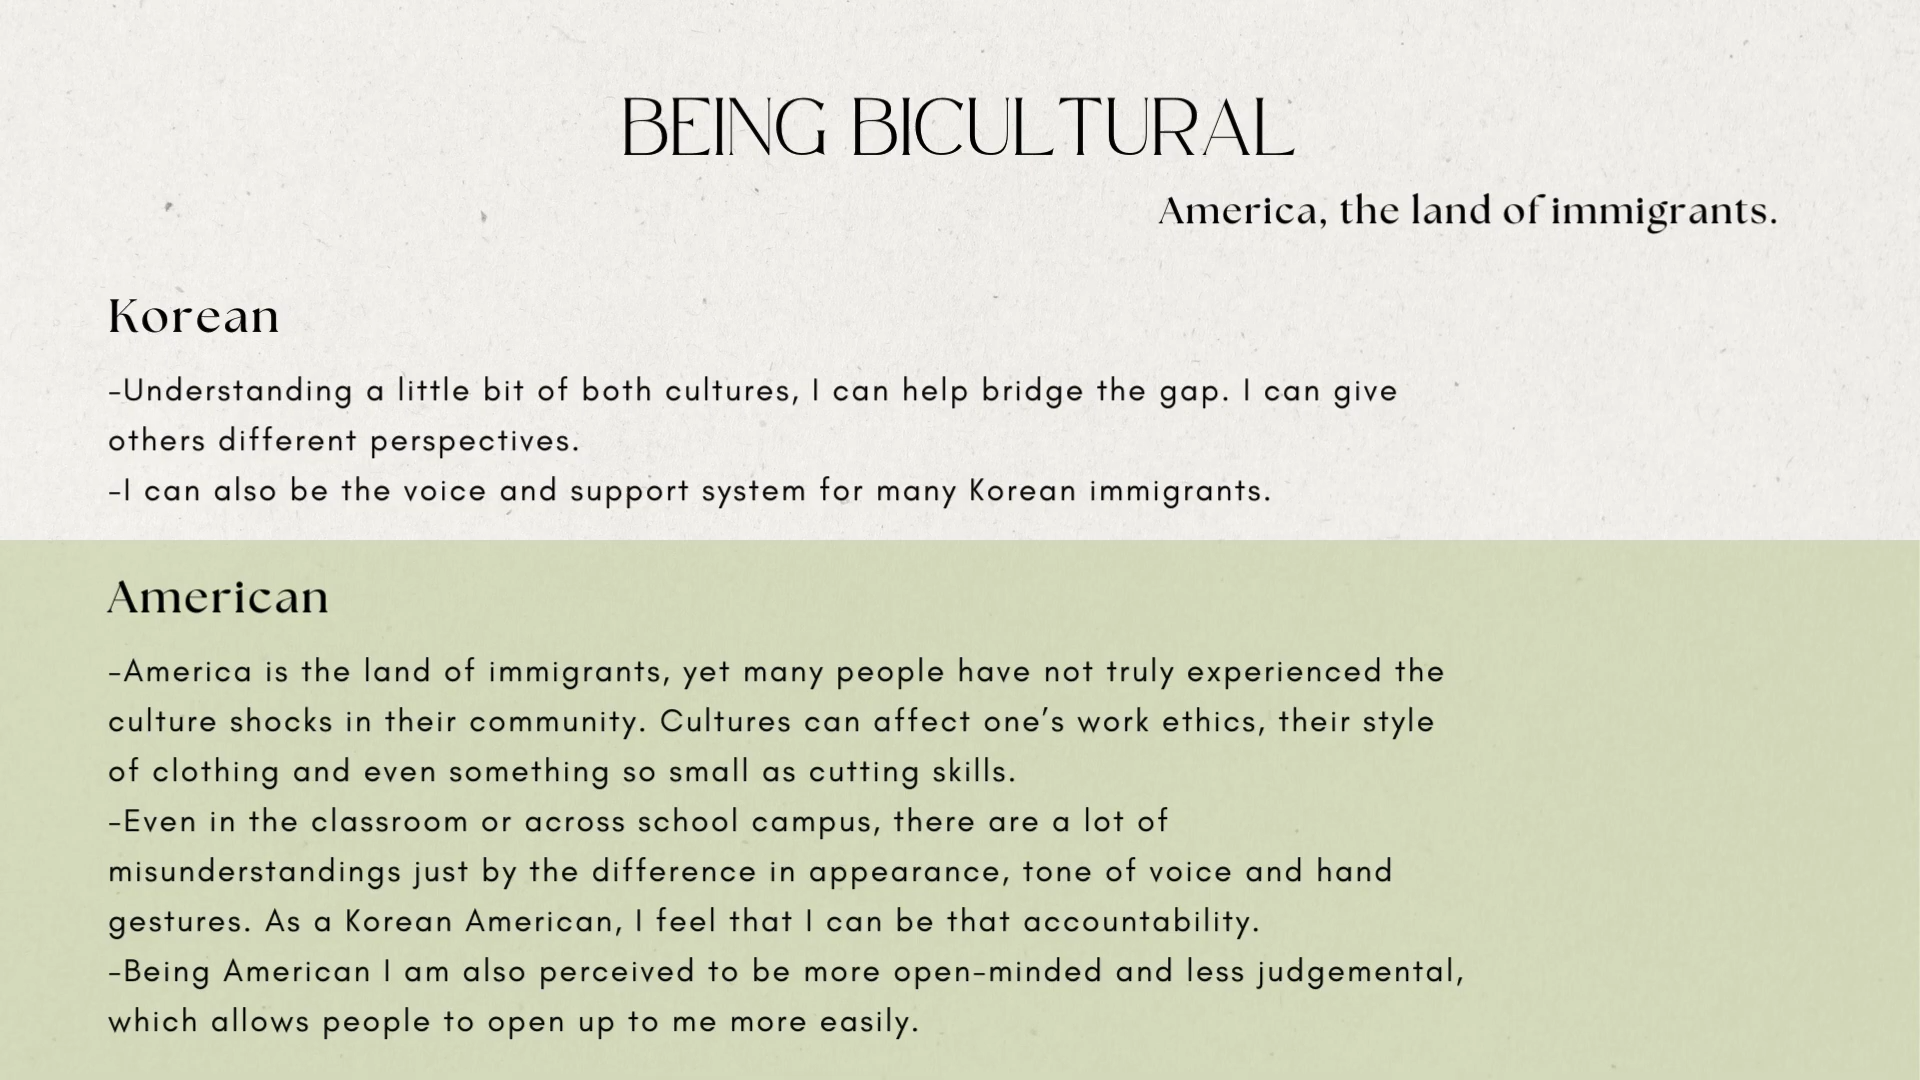 BEING BICULTURAL
America, the land of immigrants.
Korean
-Understanding a little bit of both cultures, I can help bridge the gap. I can give
others different perspectives.
-I can also be the voice and support system for many Korean immigrants.
American
-America is the land of immigrants, yet many people have not truly experienced the
culture shocks in their community. Cultures can affect one’s work ethics, their style
of clothing and even something so small as cutting skills.
-Even in the classroom or across school campus, there are a lot of
misunderstandings just by the difference in appearance, tone of voice and hand
gestures. As a Korean American, I feel that I can be that accountability.
-Being American I am also perceived to be more open-minded and less judgemental,
which allows people to open up to me more easily.